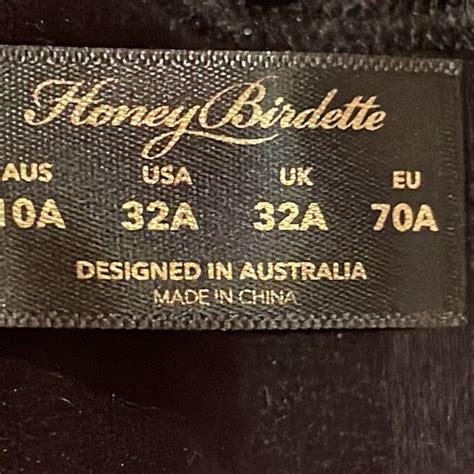 Honey Birdette
AUS USA UK EU
10A 32A 32A 70A
DESIGNED IN AUSTRALIA
MADE IN CHINA